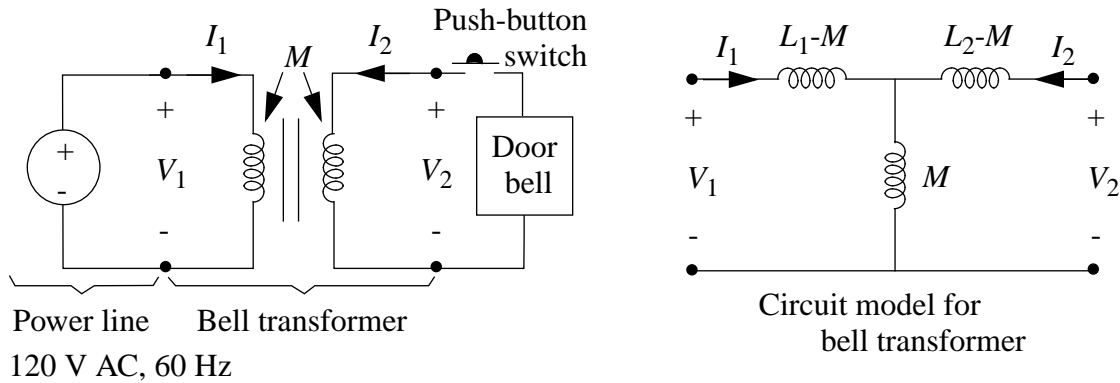 Push-button
switch
I1 M I2
+ V1 -
+ -
+ V2 -
Door
bell
Power line Bell transformer
120 V AC, 60 Hz
I1 L1-M L2-M I2
+ V1 -
M
+ V2 -
Circuit model for
bell transformer